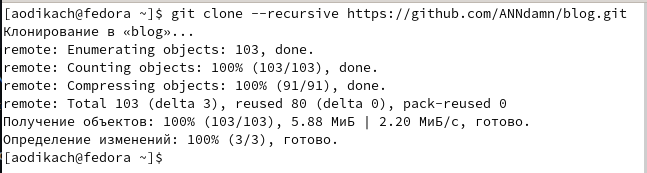 [aodikach@fedora ~]$ git clone --recursive https://github.com/ANNdamn/blog.git
Клонирование в «blog»...
remote: Enumerating objects: 103, done.
remote: Counting objects: 100% (103/103), done.
remote: Compressing objects: 100% (91/91), done.
remote: Total 103 (delta 3), reused 80 (delta 0), pack-reused 0
Получение объектов: 100% (103/103), 5.88 МиБ | 2.20 МиБ/с, готово.
Определение изменений: 100% (3/3), готово.
[aodikach@fedora ~]$